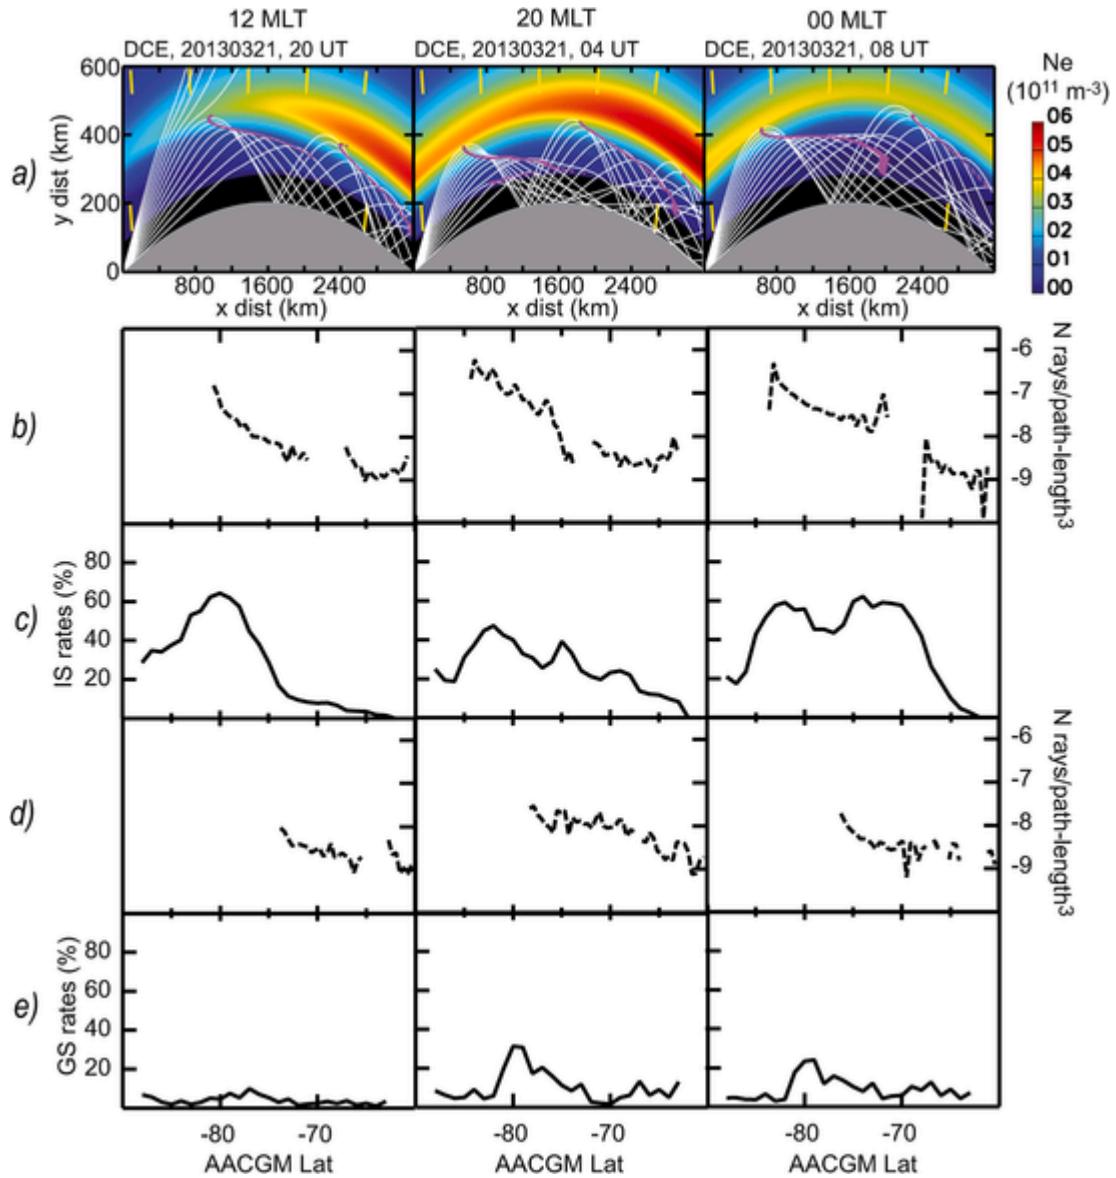 12 MLT 20 MLT 00 MLT
DCE, 20130321, 20 UT DCE, 20130321, 04 UT DCE, 20130321, 08 UT
Ne
(10¹¹ m⁻³)
a)
y dist (km)
600
400
200
0
06
05
04
03
02
01
00
800 1600 2400 800 1600 2400 800 1600 2400
x dist (km) x dist (km) x dist (km)
b)
-6
-7
-8
-9
N rays/path-length³
c)
IS rates (%)
80
60
40
20
d)
-6
-7
-8
-9
N rays/path-length³
e)
GS rates (%)
80
60
40
20
-80 -70 -80 -70 -80 -70
AACGM Lat AACGM Lat AACGM Lat